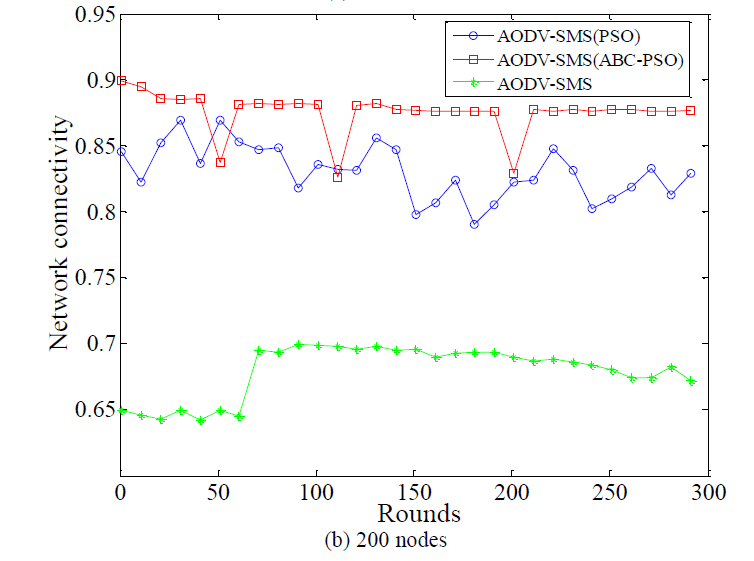 0.95
0.9
0.85
0.8
0.75
0.7
0.65
Network connectivity
AODV-SMS(PSO)
AODV-SMS(ABC-PSO)
AODV-SMS
0 50 100 150 200 250 300
Rounds
(b) 200 nodes